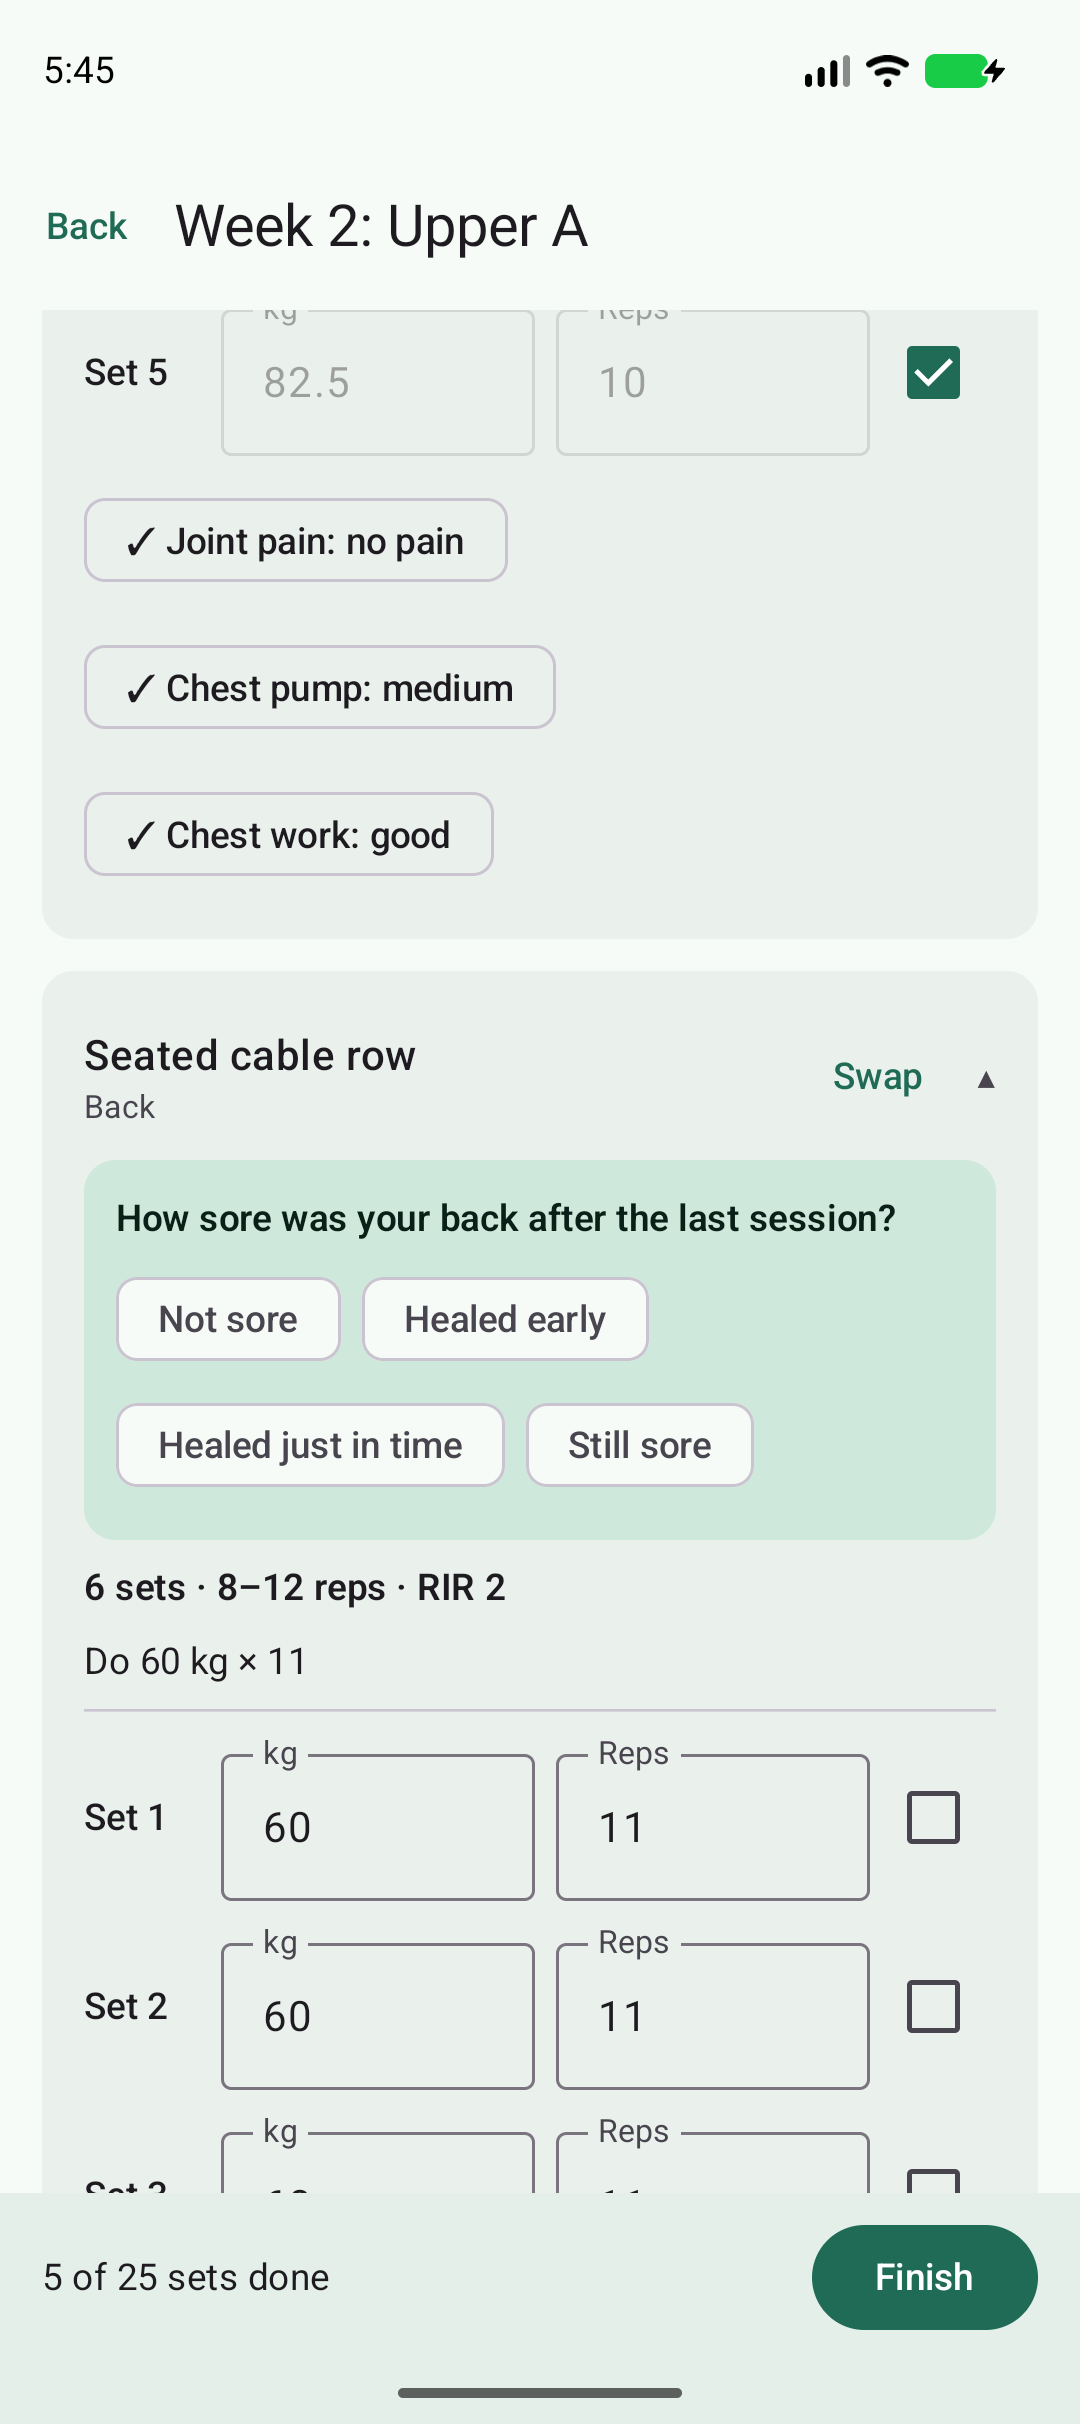 5:45
Back
Week 2: Upper A
kg
Reps
Set 5
82.5
10
✓ Joint pain: no pain
✓ Chest pump: medium
✓ Chest work: good
Seated cable row
Back
Swap
▲
How sore was your back after the last session?
Not sore
Healed early
Healed just in time
Still sore
6 sets · 8–12 reps · RIR 2
Do 60 kg × 11
kg
Reps
Set 1
60
11
kg
Reps
Set 2
60
11
kg
Reps
Set 3
5 of 25 sets done
Finish